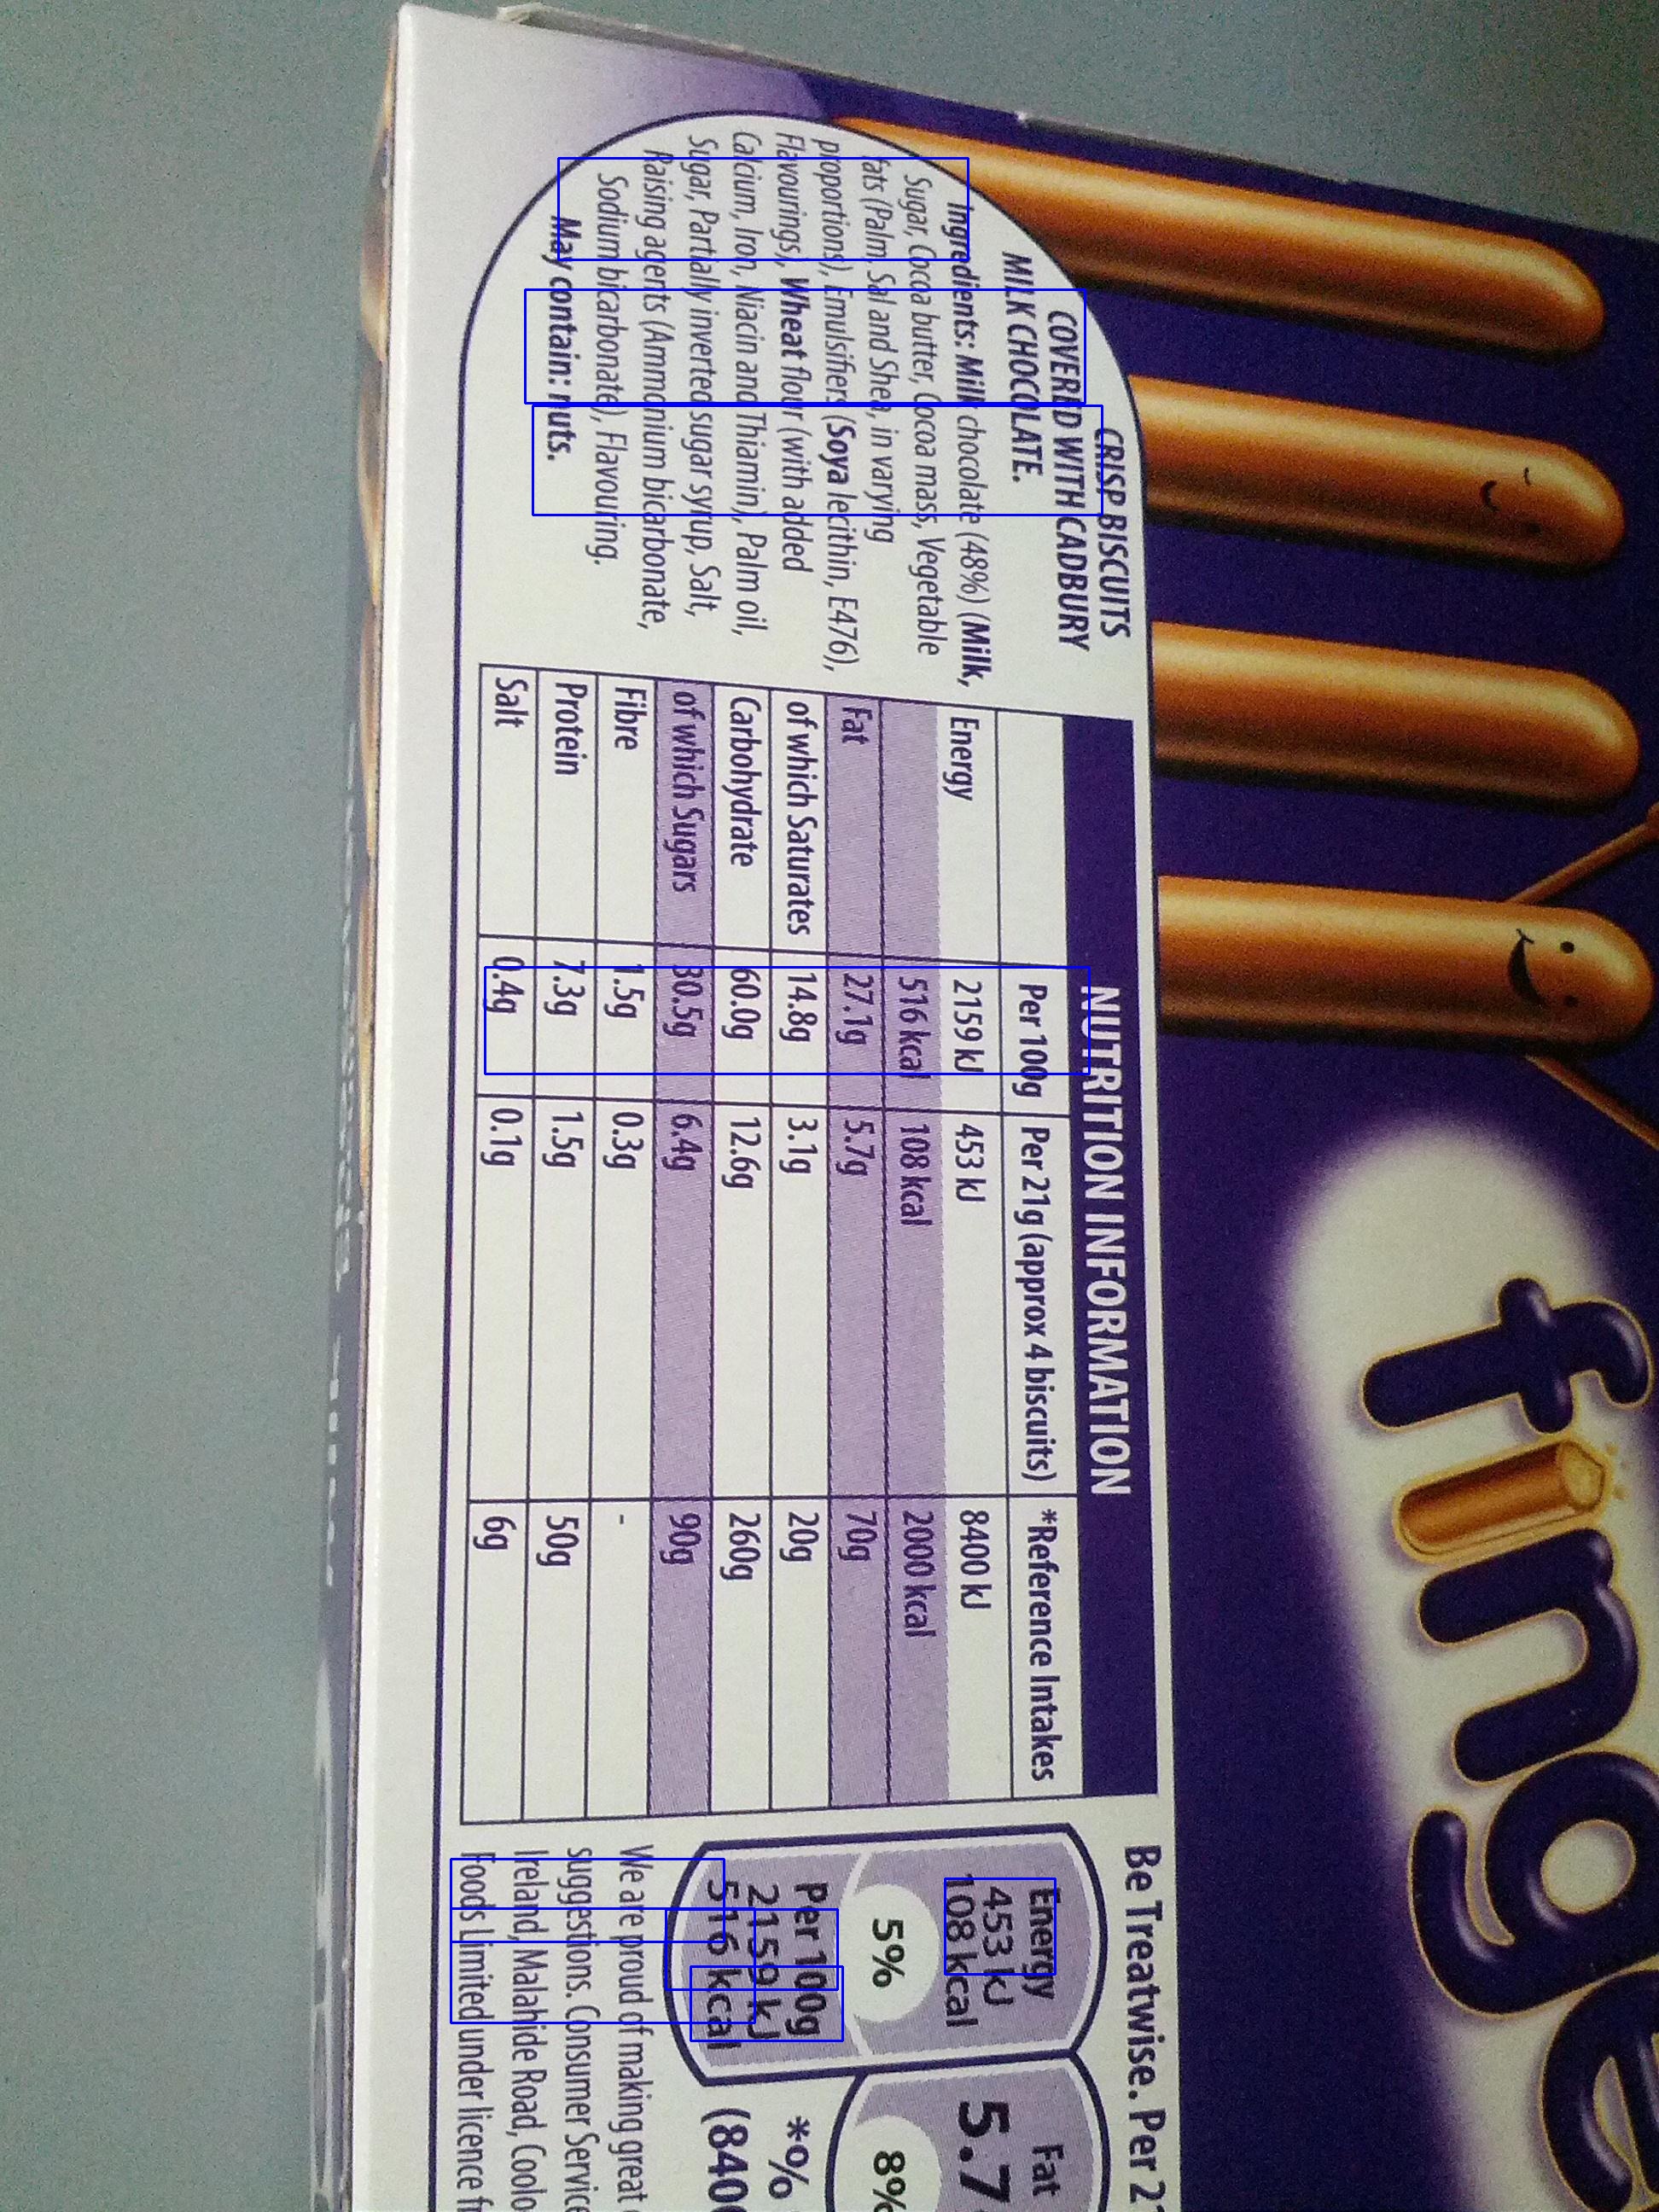 CRISP BISCUITS
COVERED WITH CADBURY
MILK CHOCOLATE.
Ingredients: Milk chocolate (48%) (Milk,
Sugar, Cocoa butter, Cocoa mass, Vegetable
fats (Palm, Sal and Shea, in varying
proportions), Emulsifiers (Soya lecithin, E476),
Flavourings), Wheat flour (with added
Calcium, Iron, Niacin and Thiamin), Palm oil,
Sugar, Partially inverted sugar syrup, Salt,
Raising agents (Ammonium bicarbonate,
Sodium bicarbonate), Flavouring.
May contain: nuts.
NUTRITION INFORMATION
Per 100g Per 21g (approx 4 biscuits) *Reference Intakes
Energy 2159 kJ 453 kJ 8400 kJ
516 kcal 108 kcal 2000 kcal
Fat 27.1g 5.7g 70g
of which Saturates 14.8g 3.1g 20g
Carbohydrate 60.0g 12.6g 260g
of which Sugars 30.5g 6.4g 90g
Fibre 1.5g 0.3g -
Protein 7.3g 1.5g 50g
Salt 0.4g 0.1g 6g
Be Treatwise. Per 2
Energy
453 kJ
108 kcal
5%
Per 100g
2159 kJ
516 kcal
Fat
5.7
8%
*%
(840
We are proud of making great
suggestions. Consumer Service
Ireland, Malahide Road, Coolo
Foods Limited under licence f
finge